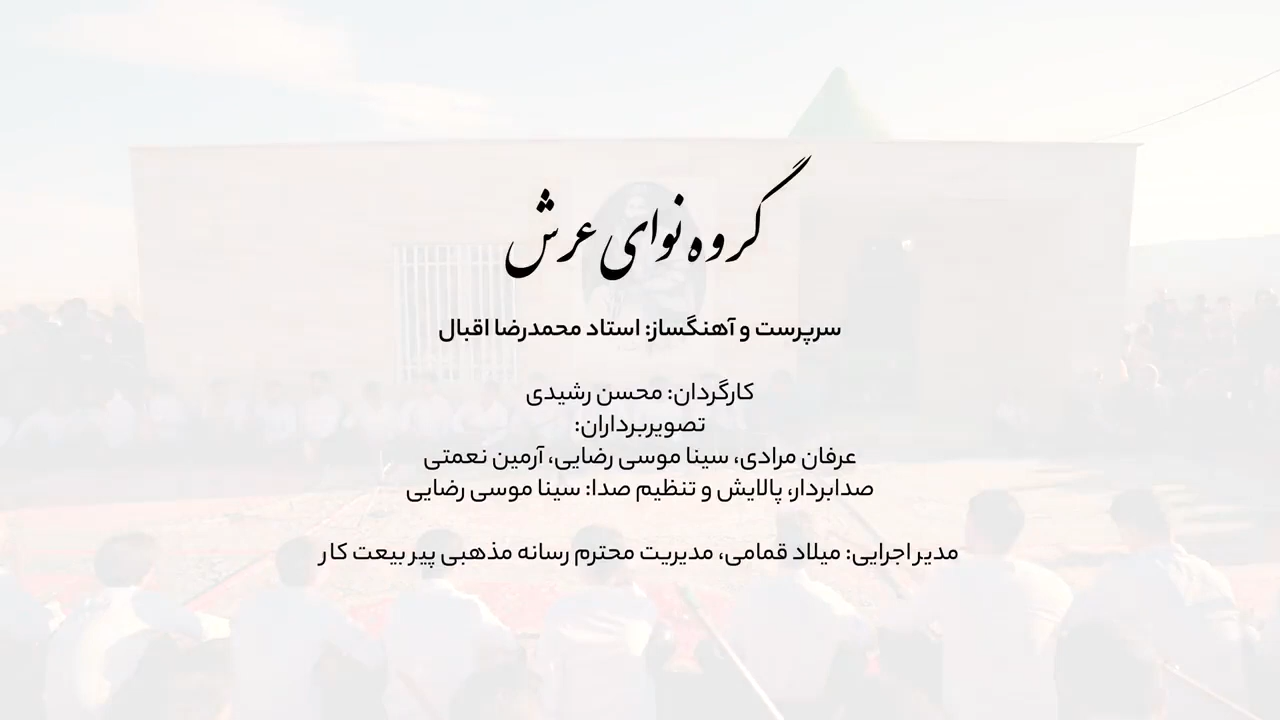 گروه نوای عرش
سرپرست و آهنگساز: استاد محمدرضا اقبال
کارگردان: محسن رشیدی
تصویربرداران:
عرفان مرادی، سینا موسی رضایی، آرمین نعمتی
صدابردار، پالایش و تنظیم صدا: سینا موسی رضایی
مدیر اجرایی: میلاد قمامی، مدیریت محترم رسانه مذهبی پیر بیعت کار